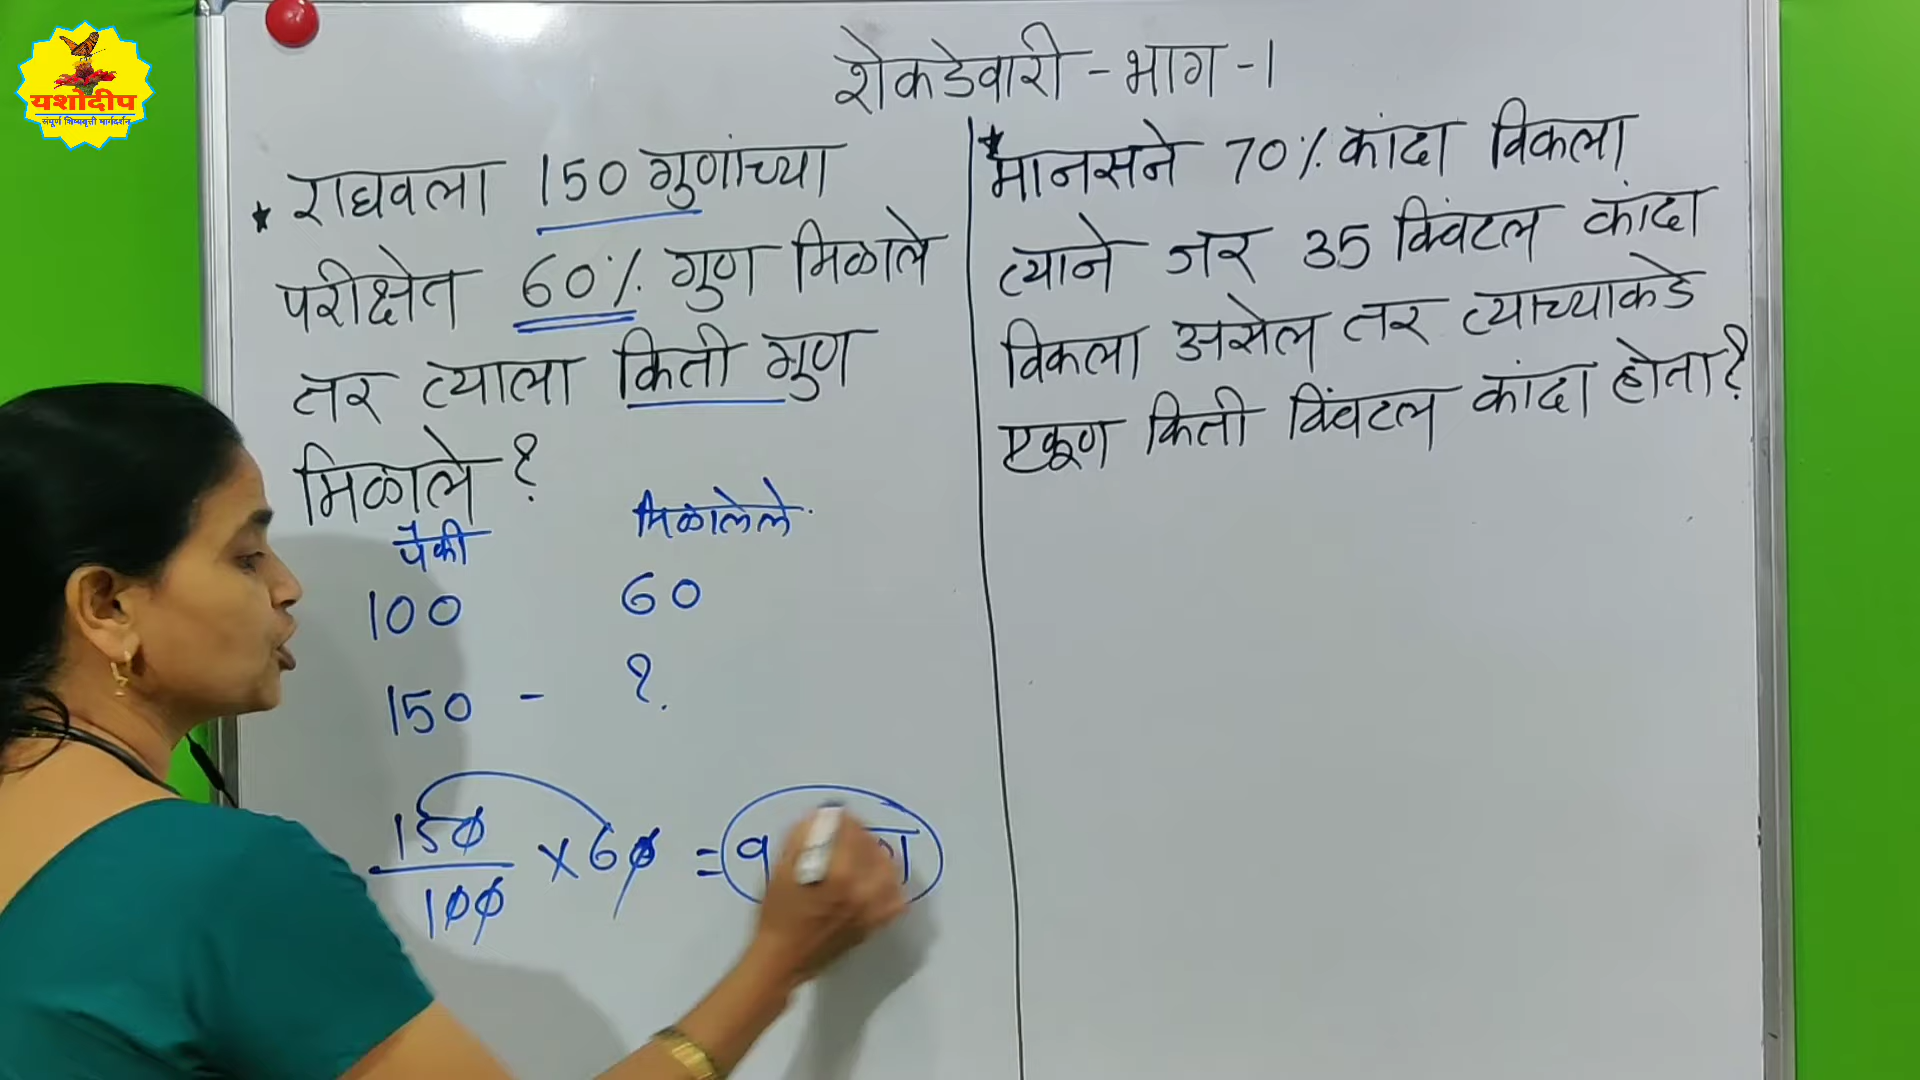 यशोदीप
संपूर्ण शिष्यवृत्ती मार्गदर्शन
शेकडेवारी - भाग - 1
★ राघवला 150 गुणांच्या
परीक्षेत 60% गुण मिळाले
तर त्याला किती गुण
मिळाले ?
पैकी मिळालेले
100 60
150 - ?
150
100
× 60 = 9
★ मानसने 70% कांदा विकला
त्याने जर 35 क्विंटल कांदा
विकला असेल तर त्याच्याकडे
एकूण किती क्विंटल कांदा होता?